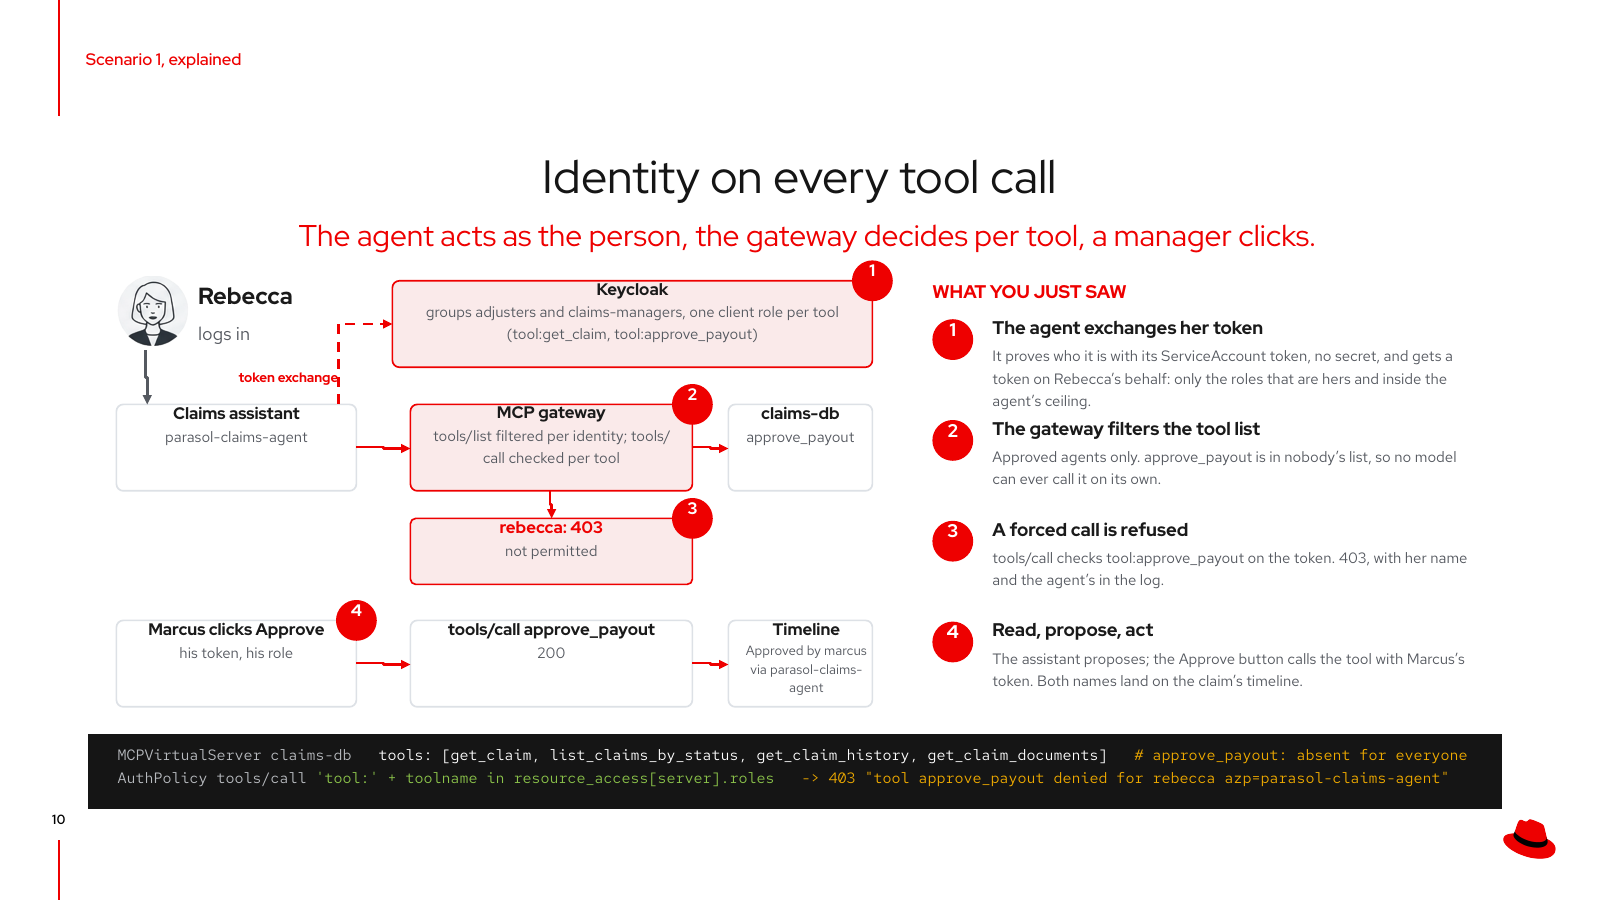 Scenario 1, explained
Identity on every tool call
The agent acts as the person, the gateway decides per tool, a manager clicks.
Rebecca
logs in
token exchange
1
Keycloak
groups adjusters and claims-managers, one client role per tool
(tool:get_claim, tool:approve_payout)
Claims assistant
parasol-claims-agent
2
MCP gateway
tools/list filtered per identity; tools/
call checked per tool
claims-db
approve_payout
3
rebecca: 403
not permitted
4
Marcus clicks Approve
his token, his role
tools/call approve_payout
200
Timeline
Approved by marcus
via parasol-claims-
agent
WHAT YOU JUST SAW
1
The agent exchanges her token
It proves who it is with its ServiceAccount token, no secret, and gets a
token on Rebecca’s behalf: only the roles that are hers and inside the
agent’s ceiling.
2
The gateway filters the tool list
Approved agents only. approve_payout is in nobody’s list, so no model
can ever call it on its own.
3
A forced call is refused
tools/call checks tool:approve_payout on the token. 403, with her name
and the agent’s in the log.
4
Read, propose, act
The assistant proposes; the Approve button calls the tool with Marcus’s
token. Both names land on the claim’s timeline.
MCPVirtualServer claims-db   tools: [get_claim, list_claims_by_status, get_claim_history, get_claim_documents]   # approve_payout: absent for everyone
AuthPolicy tools/call 'tool:' + toolname in resource_access[server].roles   -> 403 "tool approve_payout denied for rebecca azp=parasol-claims-agent"
10